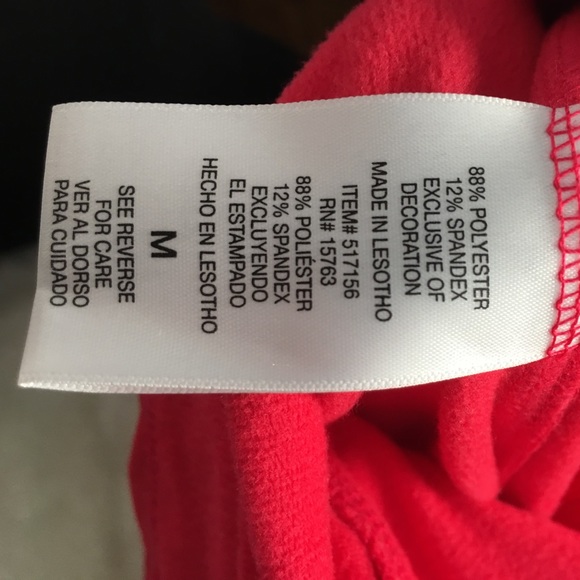 88% POLYESTER
12% SPANDEX
EXCLUSIVE OF
DECORATION
MADE IN LESOTHO
ITEM# 517156
RN# 15763
88% POLIÉSTER
12% SPANDEX
EXCLUYENDO
EL ESTAMPADO
HECHO EN LESOTHO
M
SEE REVERSE
FOR CARE
VER AL DORSO
PARA CUIDADO